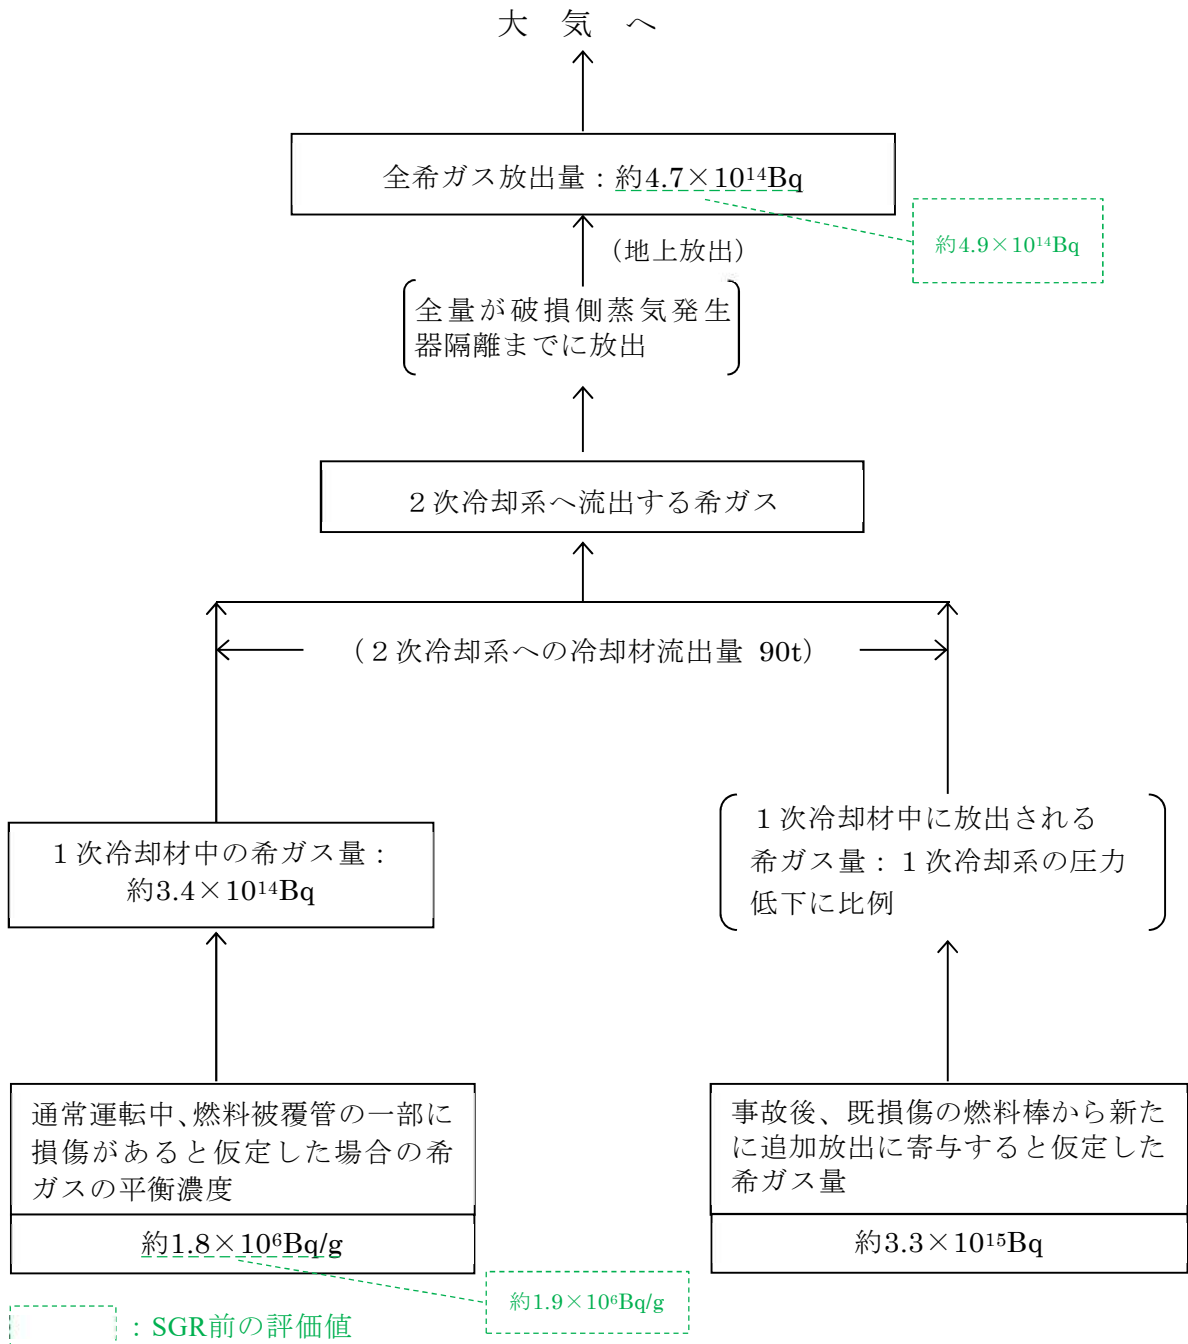 大　気　へ
全希ガス放出量：約4.7×10¹⁴Bq
約4.9×10¹⁴Bq
（地上放出）
全量が破損側蒸気発生
器隔離までに放出
２次冷却系へ流出する希ガス
（２次冷却系への冷却材流出量 90t）
１次冷却材中の希ガス量：
約3.4×10¹⁴Bq
１次冷却材中に放出される
希ガス量：１次冷却系の圧力
低下に比例
通常運転中、燃料被覆管の一部に
損傷があると仮定した場合の希
ガスの平衡濃度
約1.8×10⁶Bq/g
事故後、既損傷の燃料棒から新た
に追加放出に寄与すると仮定した
希ガス量
約3.3×10¹⁵Bq
約1.9×10⁶Bq/g
：SGR前の評価値